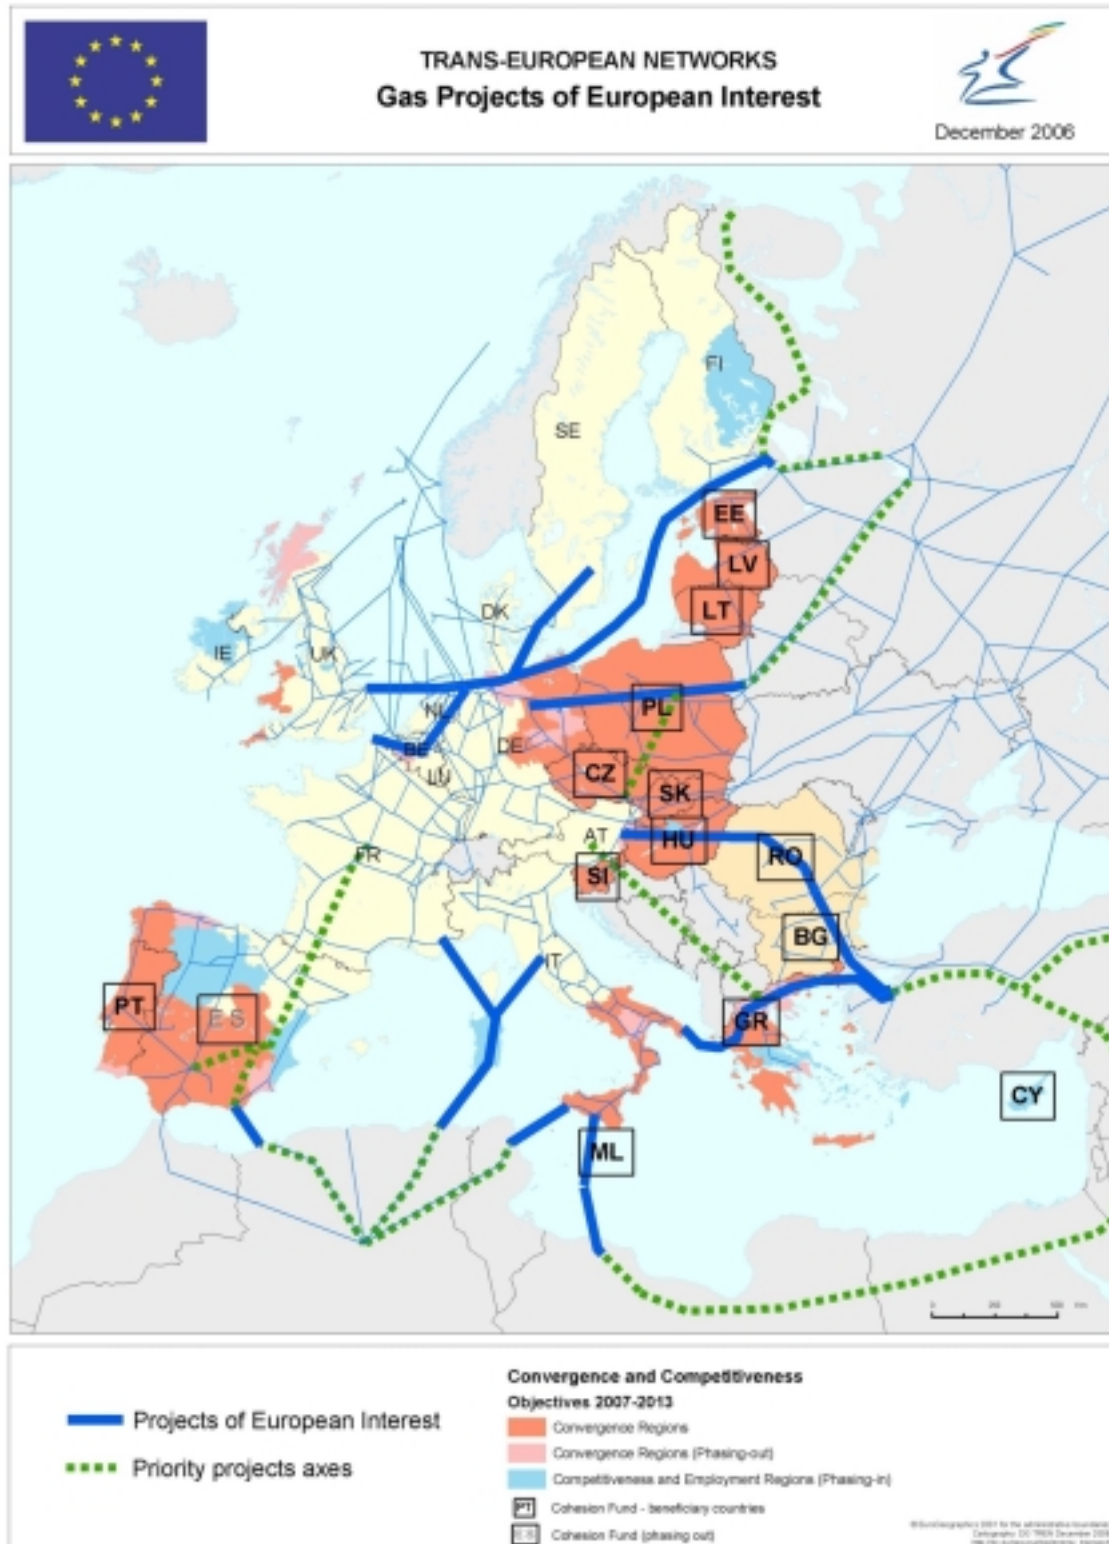 TRANS-EUROPEAN NETWORKS
Gas Projects of European Interest
December 2006
FI
SE
EE
LV
LT
DK
IE
UK
NL
PL
BE
DE
LU
CZ
SK
AT
HU
FR
RO
SI
BG
IT
PT
ES
GR
CY
ML
Projects of European Interest
Priority projects axes
Convergence and Competitiveness
Objectives 2007-2013
Convergence Regions
Convergence Regions (Phasing-out)
Competitiveness and Employment Regions (Phasing-in)
PT Cohesion Fund - beneficiary countries
ES Cohesion Fund (phasing out)